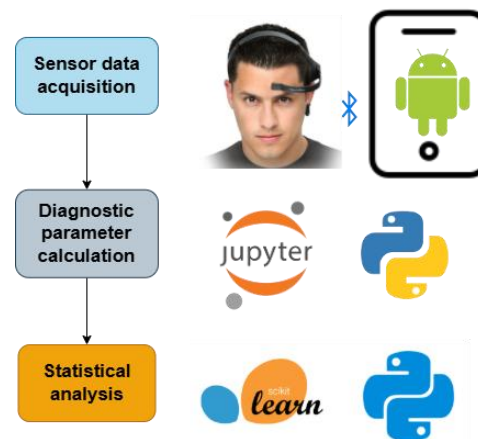 Sensor data
acquisition
Diagnostic
parameter
calculation
jupyter
Statistical
analysis
scikit
learn